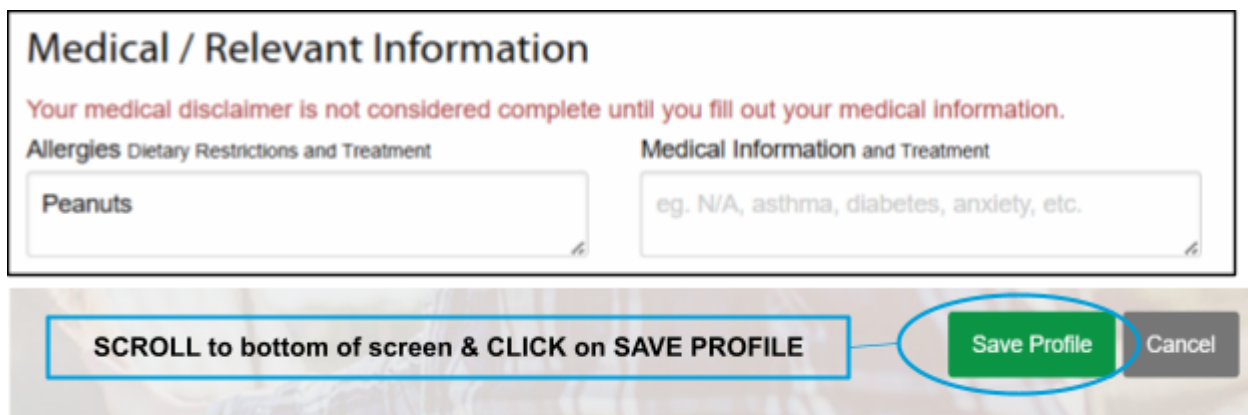 Medical / Relevant Information
Your medical disclaimer is not considered complete until you fill out your medical information.
Allergies Dietary Restrictions and Treatment
Peanuts
Medical Information and Treatment
eg. N/A, asthma, diabetes, anxiety, etc.
SCROLL to bottom of screen & CLICK on SAVE PROFILE
Save Profile
Cancel